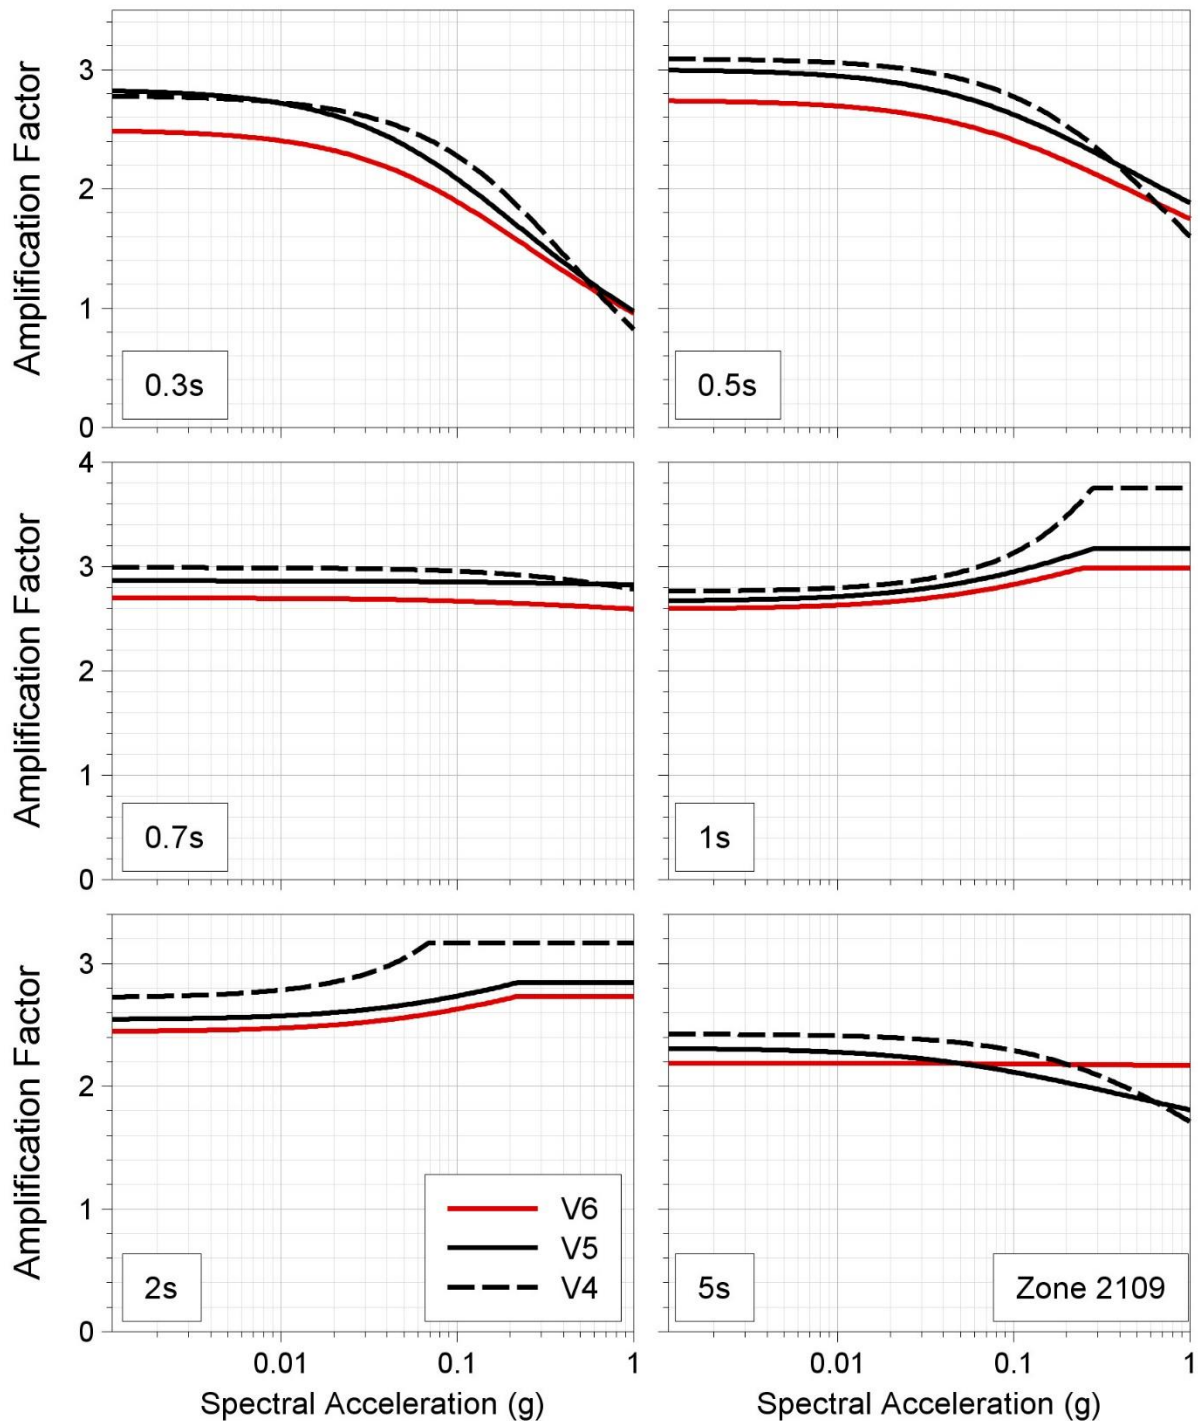 Amplification Factor
3
2
1
0
0.3s
0.5s
Amplification Factor
4
3
2
1
0
0.7s
1s
Amplification Factor
3
2
1
0
2s
V6
V5
V4
5s
Zone 2109
0.01 0.1 1
0.01 0.1 1
Spectral Acceleration (g)
Spectral Acceleration (g)